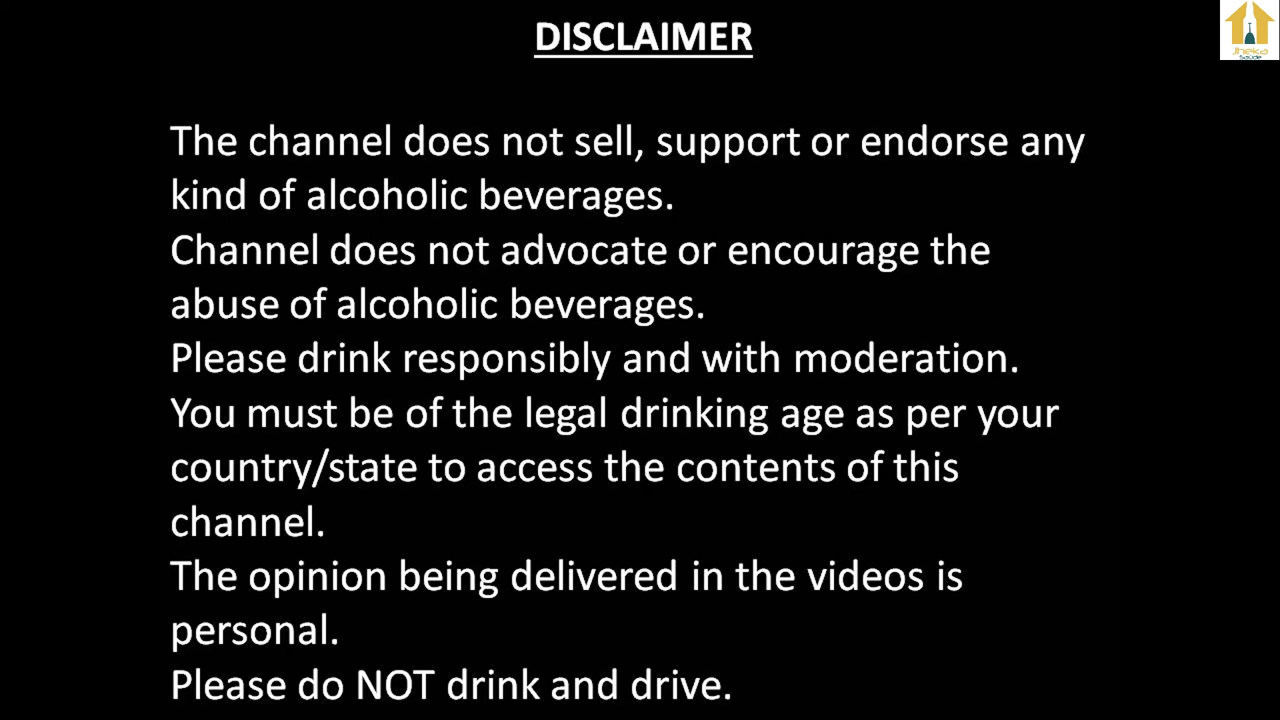 DISCLAIMER
Jheka
Saúde
The channel does not sell, support or endorse any
kind of alcoholic beverages.
Channel does not advocate or encourage the
abuse of alcoholic beverages.
Please drink responsibly and with moderation.
You must be of the legal drinking age as per your
country/state to access the contents of this
channel.
The opinion being delivered in the videos is
personal.
Please do NOT drink and drive.